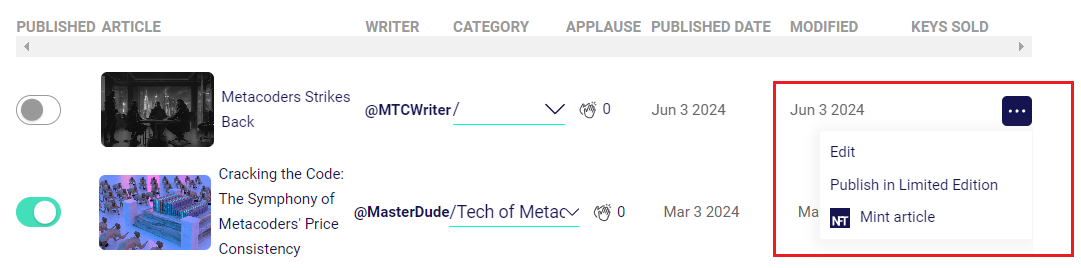 PUBLISHED ARTICLE WRITER CATEGORY APPLAUSE PUBLISHED DATE MODIFIED KEYS SOLD
Metacoders Strikes
Back
@MTCWriter / 0 Jun 3 2024 Jun 3 2024
Edit
Publish in Limited Edition
NFT Mint article
Cracking the Code:
The Symphony of
Metacoders' Price
Consistency
@MasterDude /Tech of Metac 0 Mar 3 2024 Ma